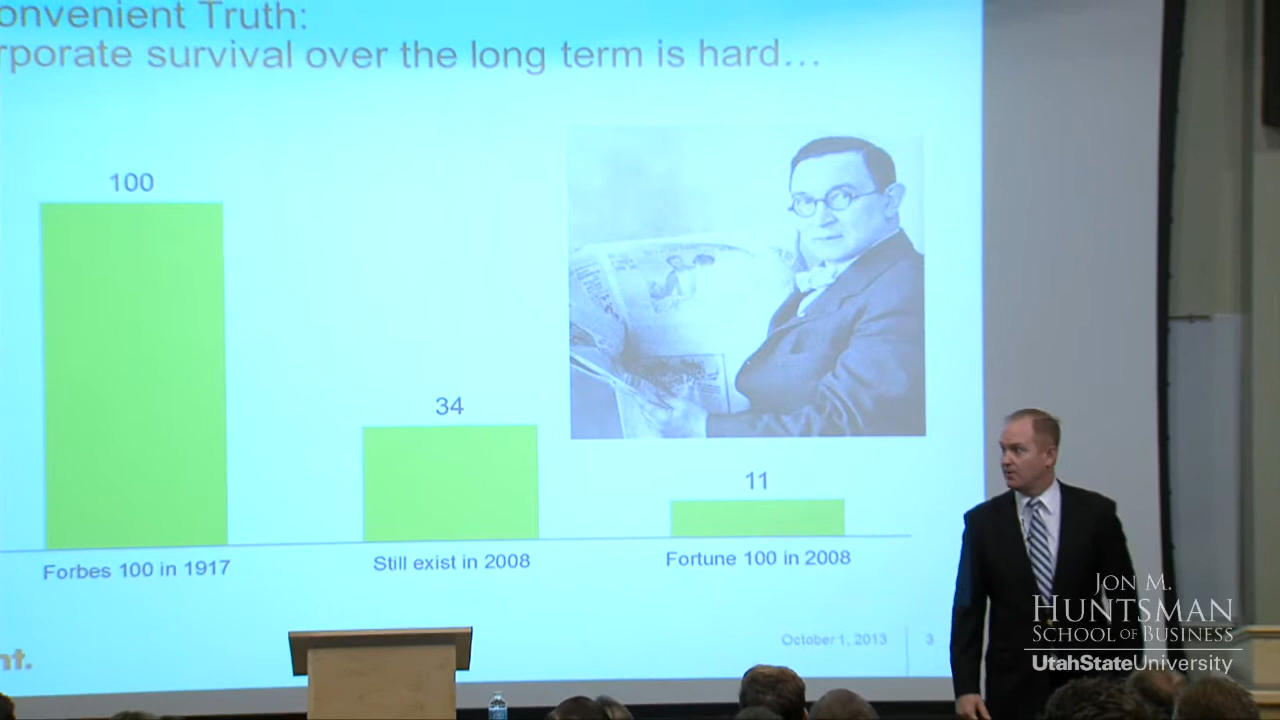 onvenient Truth:
rporate survival over the long term is hard…
100
34
11
Forbes 100 in 1917
Still exist in 2008
Fortune 100 in 2008
October 1, 2013
3
nt.
JON M.
HUNTSMAN
SCHOOL OF BUSINESS
UtahStateUniversity